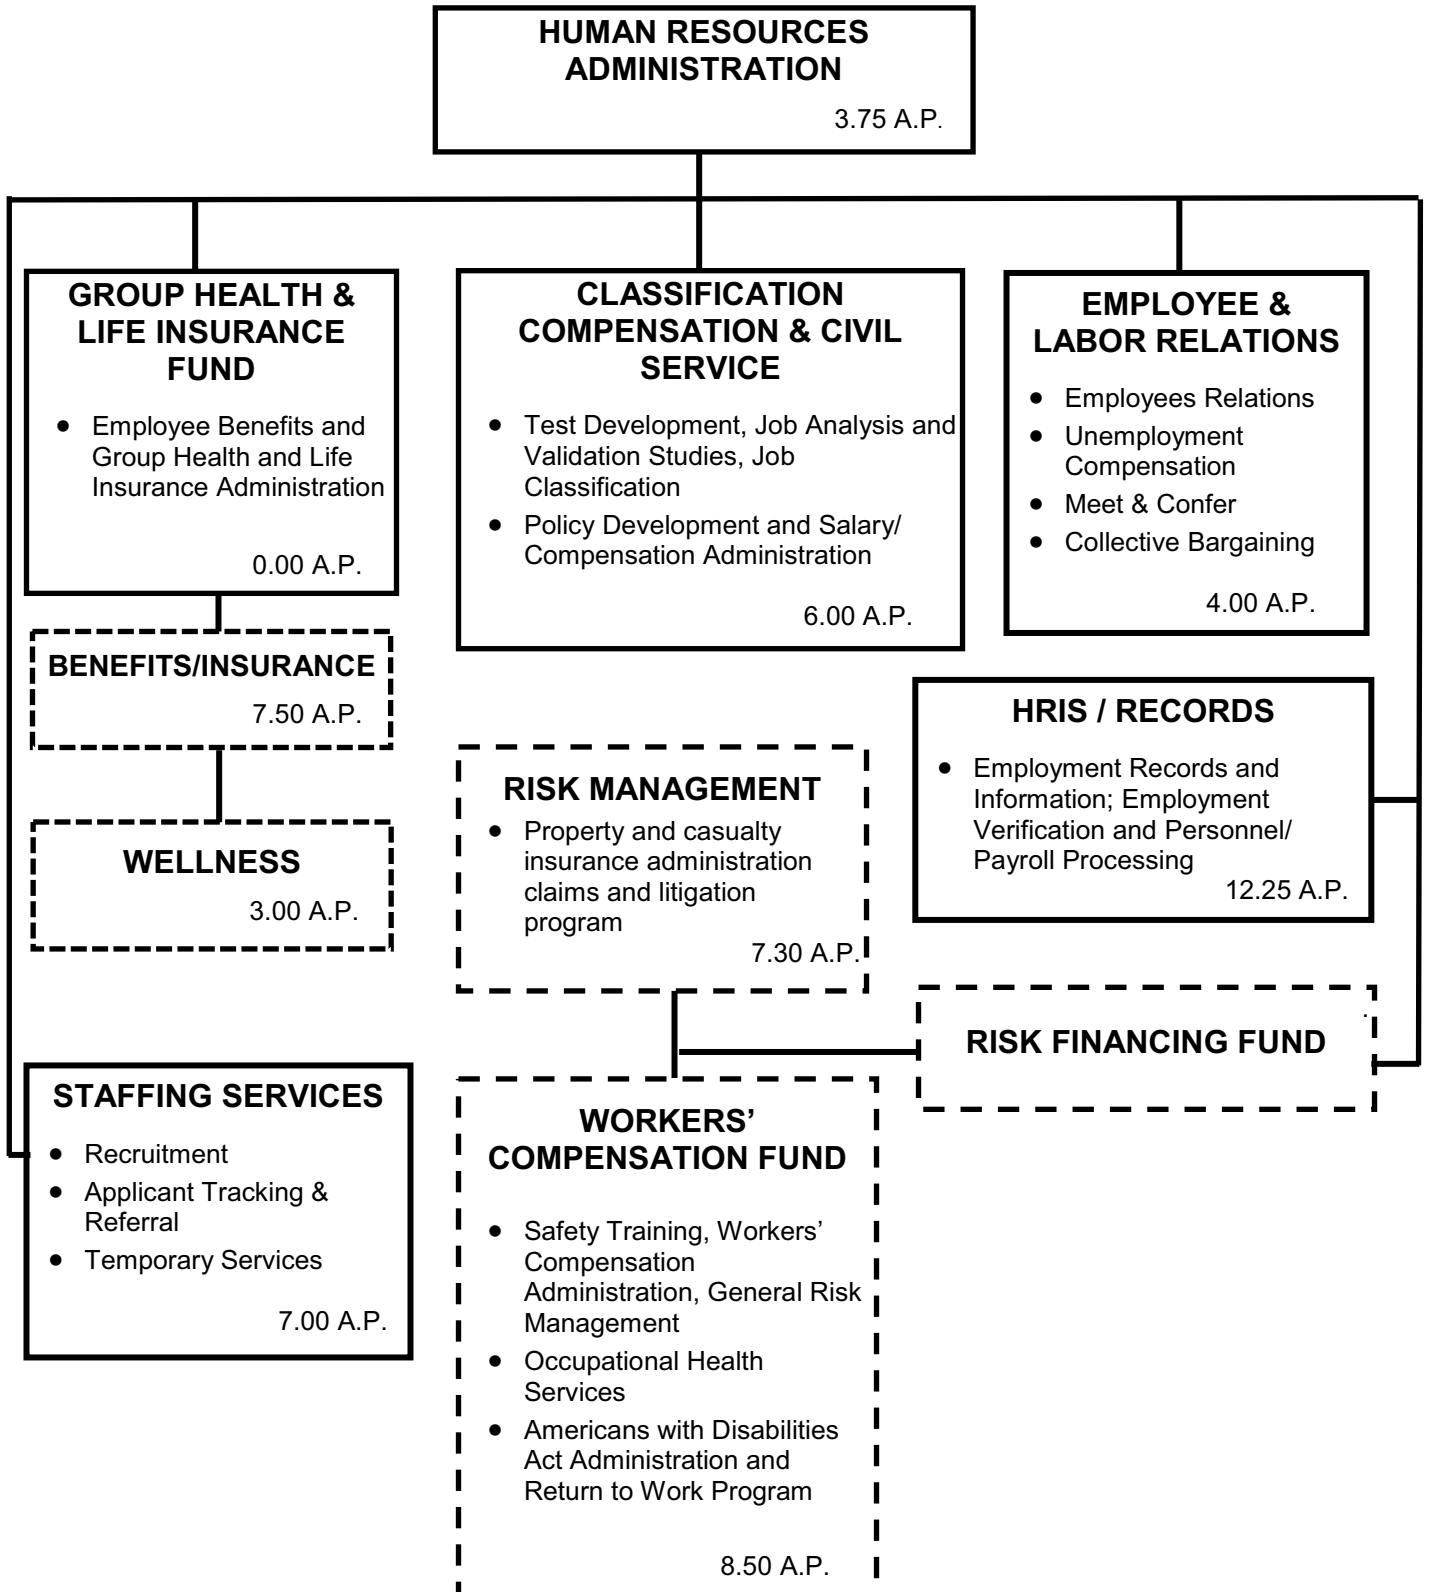 HUMAN RESOURCES
ADMINISTRATION
3.75 A.P.
GROUP HEALTH &
LIFE INSURANCE
FUND
• Employee Benefits and
Group Health and Life
Insurance Administration
0.00 A.P.
CLASSIFICATION
COMPENSATION & CIVIL
SERVICE
• Test Development, Job Analysis and
Validation Studies, Job
Classification
• Policy Development and Salary/
Compensation Administration
6.00 A.P.
EMPLOYEE &
LABOR RELATIONS
• Employees Relations
• Unemployment
Compensation
• Meet & Confer
• Collective Bargaining
4.00 A.P.
BENEFITS/INSURANCE
7.50 A.P.
WELLNESS
3.00 A.P.
RISK MANAGEMENT
• Property and casualty
insurance administration
claims and litigation
program
7.30 A.P.
HRIS / RECORDS
• Employment Records and
Information; Employment
Verification and Personnel/
Payroll Processing
12.25 A.P.
RISK FINANCING FUND
STAFFING SERVICES
• Recruitment
• Applicant Tracking &
Referral
• Temporary Services
7.00 A.P.
WORKERS’
COMPENSATION FUND
• Safety Training, Workers’
Compensation
Administration, General Risk
Management
• Occupational Health
Services
• Americans with Disabilities
Act Administration and
Return to Work Program
8.50 A.P.